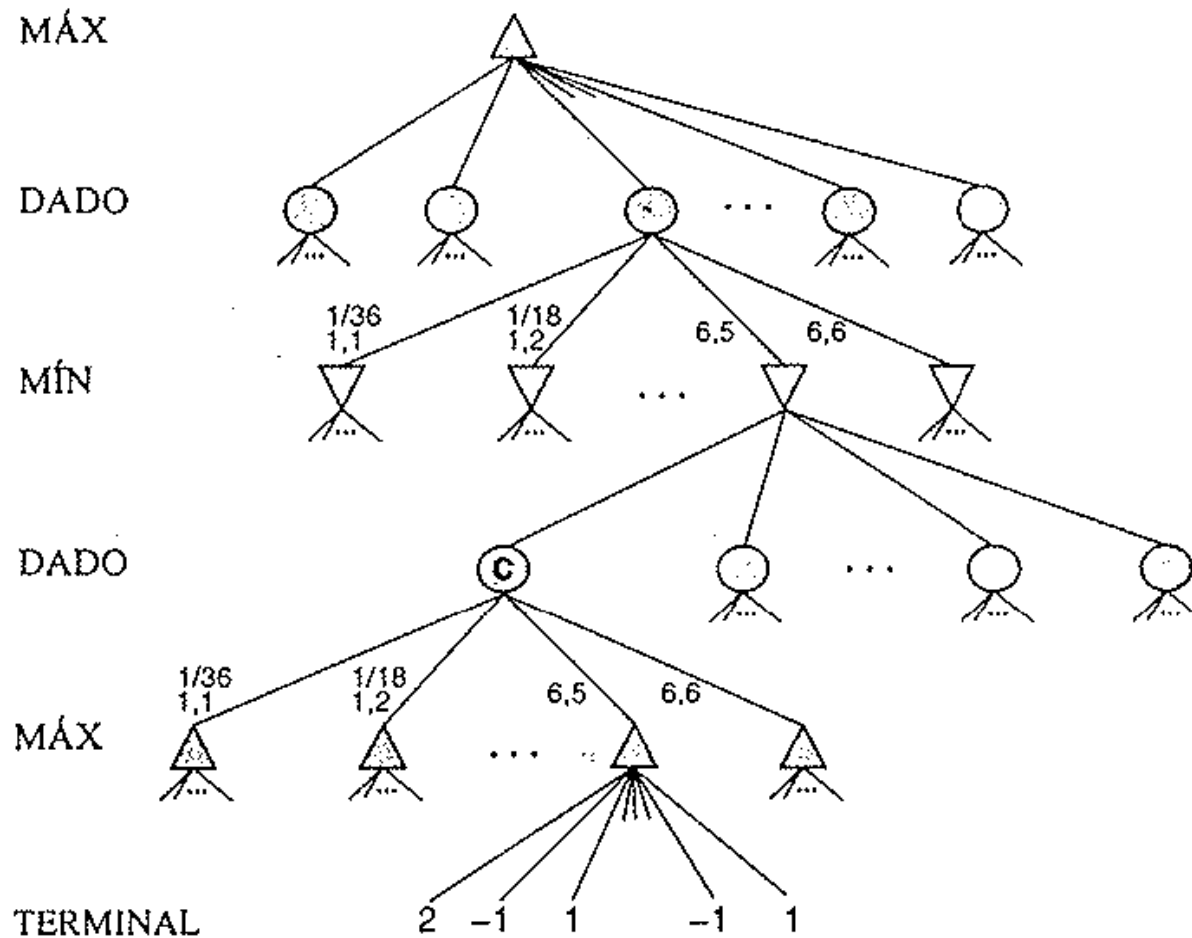 MÁX
DADO
... ... ... ... ...
1/36 1/18
1,1 1,2 6,5 6,6
MÍN
... ... ... ...
DADO
C ...
... ... ...
1/36 1/18
1,1 1,2 6,5 6,6
MÁX
... ... ... ...
TERMINAL 2 −1 1 −1 1